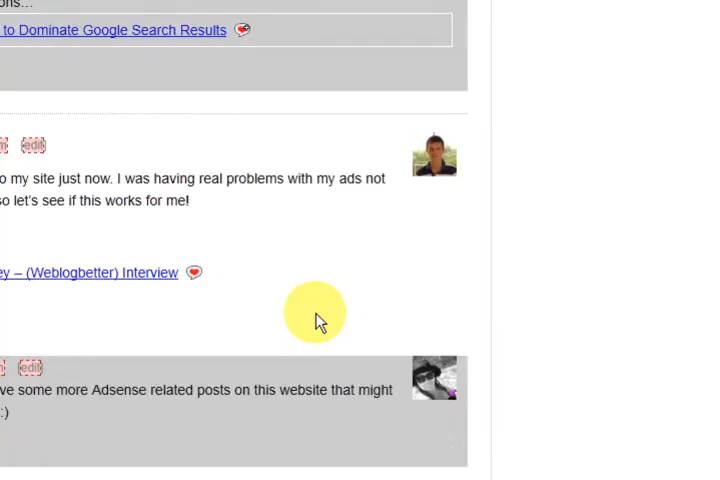 ons...
to Dominate Google Search Results
edit
o my site just now. I was having real problems with my ads not
so let's see if this works for me!
ey – (Weblogbetter) Interview
edit
ve some more Adsense related posts on this website that might
:)